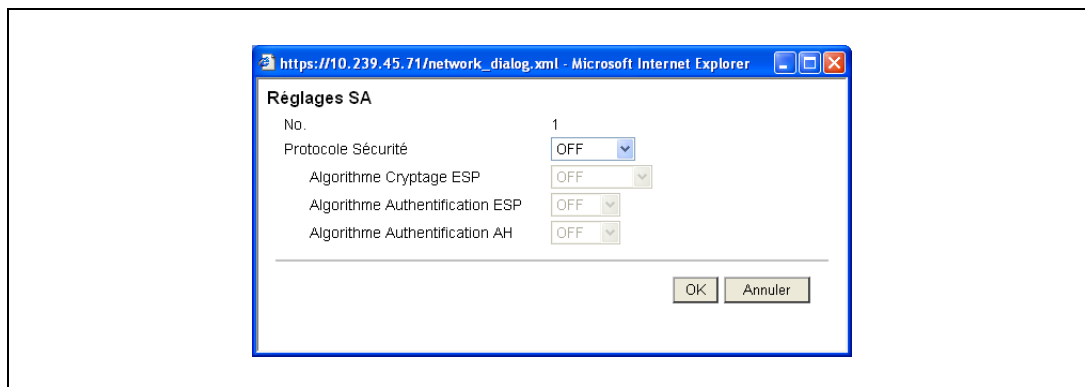 https://10.239.45.71/network_dialog.xml - Microsoft Internet Explorer
Réglages SA
No. 1
Protocole Sécurité OFF
Algorithme Cryptage ESP OFF
Algorithme Authentification ESP OFF
Algorithme Authentification AH OFF
OK Annuler